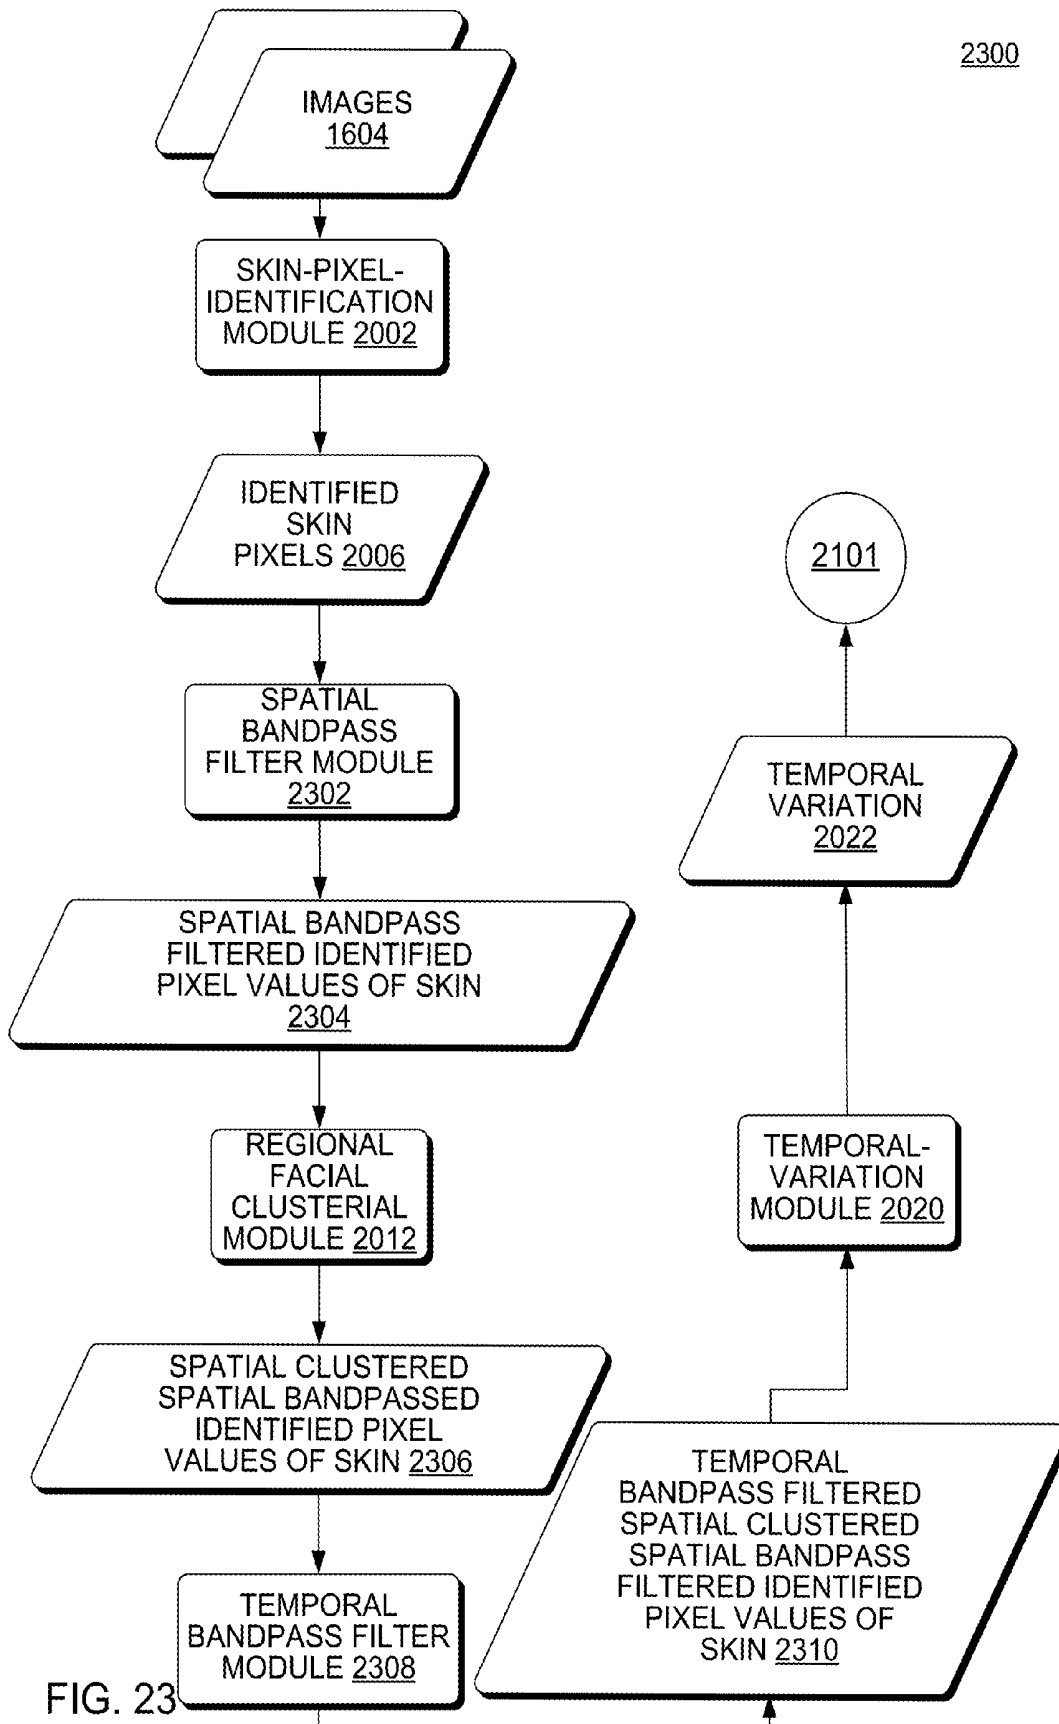 2300
IMAGES
1604
SKIN-PIXEL-
IDENTIFICATION
MODULE 2002
IDENTIFIED
SKIN
PIXELS 2006
SPATIAL
BANDPASS
FILTER MODULE
2302
SPATIAL BANDPASS
FILTERED IDENTIFIED
PIXEL VALUES OF SKIN
2304
REGIONAL
FACIAL
CLUSTERIAL
MODULE 2012
SPATIAL CLUSTERED
SPATIAL BANDPASSED
IDENTIFIED PIXEL
VALUES OF SKIN 2306
TEMPORAL
BANDPASS FILTER
MODULE 2308
TEMPORAL
BANDPASS FILTERED
SPATIAL CLUSTERED
SPATIAL BANDPASS
FILTERED IDENTIFIED
PIXEL VALUES OF
SKIN 2310
TEMPORAL-
VARIATION
MODULE 2020
TEMPORAL
VARIATION
2022
2101
FIG. 23